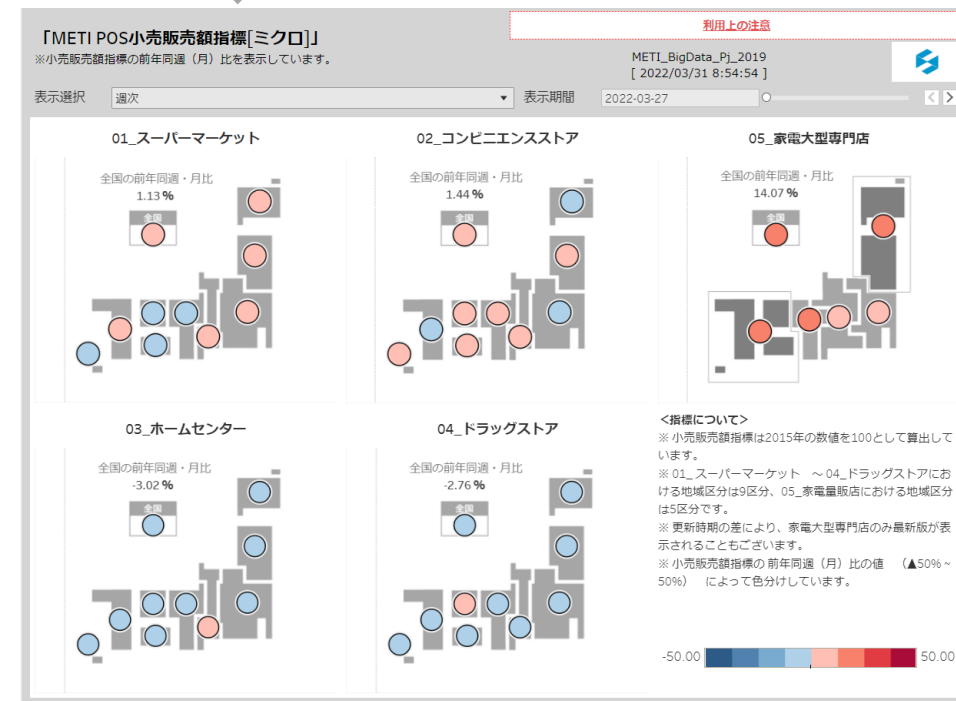 「METI POS小売販売額指標[ミクロ]」
利用上の注意
※小売販売額指標の前年同週（月）比を表示しています。
METI_BigData_Pj_2019
[ 2022/03/31 8:54:54 ]
表示選択 週次 表示期間 2022-03-27
01_スーパーマーケット
全国の前年同週・月比
1.13 %
全国
02_コンビニエンスストア
全国の前年同週・月比
1.44 %
全国
05_家電大型専門店
全国の前年同週・月比
14.07 %
全国
03_ホームセンター
全国の前年同週・月比
-3.02 %
全国
04_ドラッグストア
全国の前年同週・月比
-2.76 %
全国
<指標について>
※ 小売販売額指標は2015年の数値を100として算出して
います。
※ 01_スーパーマーケット　～04_ドラッグストアにお
ける地域区分は9区分、05_家電量販店における地域区分
は5区分です。
※ 更新時期の差により、家電大型専門店のみ最新版が表
示されることもございます。
※ 小売販売額指標の 前年同週（月）比の値　（▲50% ~
50%）　によって色分けしています。
-50.00 50.00